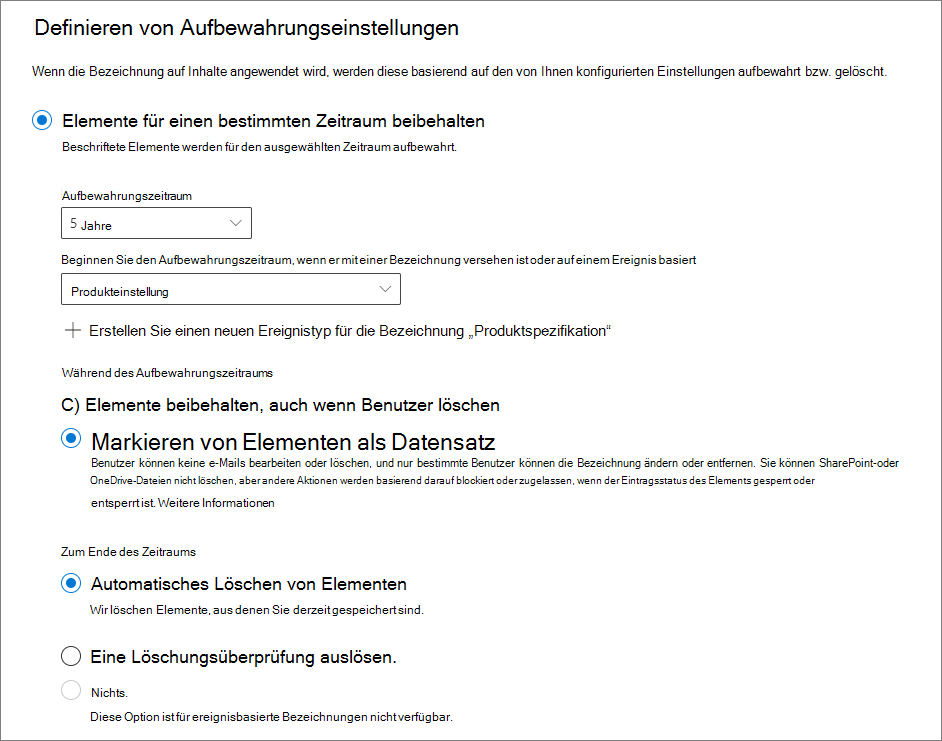 Definieren von Aufbewahrungseinstellungen
Wenn die Bezeichnung auf Inhalte angewendet wird, werden diese basierend auf den von Ihnen konfigurierten Einstellungen aufbewahrt bzw. gelöscht.
Elemente für einen bestimmten Zeitraum beibehalten
Beschriftete Elemente werden für den ausgewählten Zeitraum aufbewahrt.
Aufbewahrungszeitraum
5 Jahre
Beginnen Sie den Aufbewahrungszeitraum, wenn er mit einer Bezeichnung versehen ist oder auf einem Ereignis basiert
Produkteinstellung
Erstellen Sie einen neuen Ereignistyp für die Bezeichnung „Produktspezifikation“
Während des Aufbewahrungszeitraums
C) Elemente beibehalten, auch wenn Benutzer löschen
Markieren von Elementen als Datensatz
Benutzer können keine e-Mails bearbeiten oder löschen, und nur bestimmte Benutzer können die Bezeichnung ändern oder entfernen. Sie können SharePoint-oder
OneDrive-Dateien nicht löschen, aber andere Aktionen werden basierend darauf blockiert oder zugelassen, wenn der Eintragsstatus des Elements gesperrt oder
entsperrt ist. Weitere Informationen
Zum Ende des Zeitraums
Automatisches Löschen von Elementen
Wir löschen Elemente, aus denen Sie derzeit gespeichert sind.
Eine Löschungsüberprüfung auslösen.
Nichts.
Diese Option ist für ereignisbasierte Bezeichnungen nicht verfügbar.